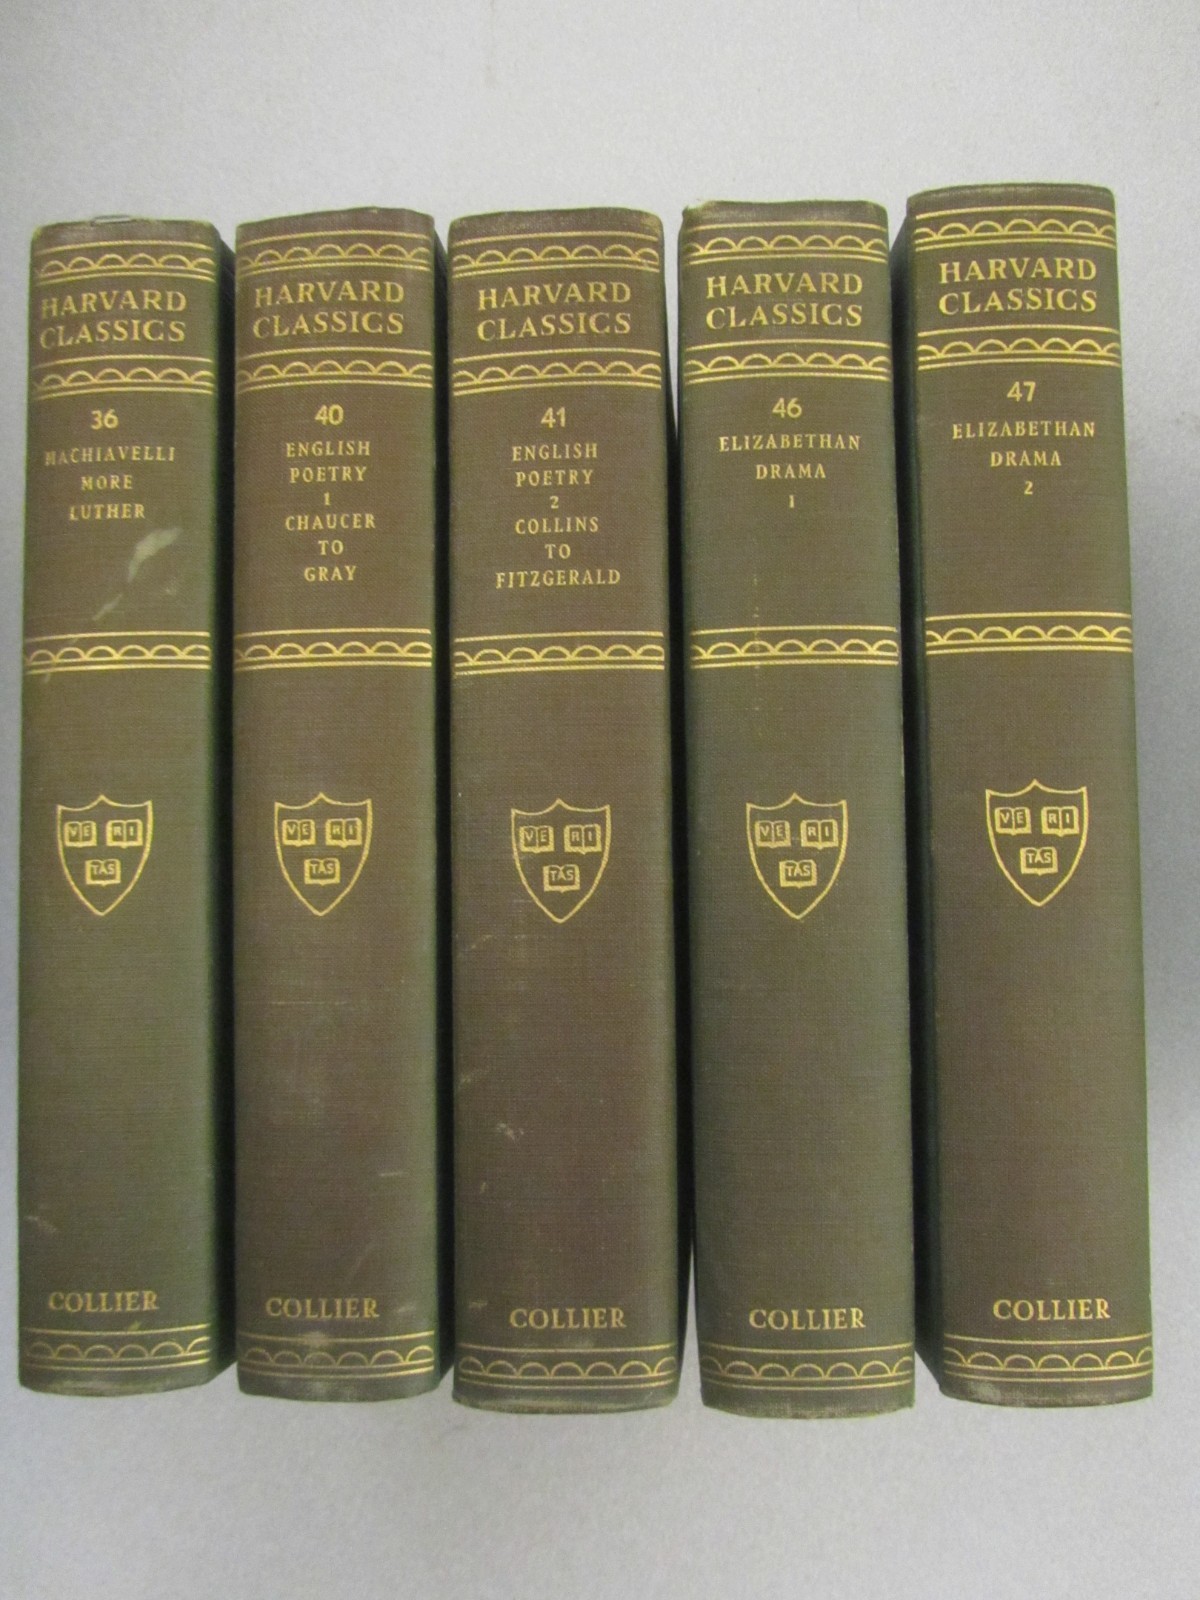 HARVARD
CLASSICS
36
MACHIAVELLI
MORE
LUTHER
VE RI
TAS
COLLIER
HARVARD
CLASSICS
40
ENGLISH
POETRY
1
CHAUCER
TO
GRAY
VE RI
TAS
COLLIER
HARVARD
CLASSICS
41
ENGLISH
POETRY
2
COLLINS
TO
FITZGERALD
VE RI
TAS
COLLIER
HARVARD
CLASSICS
46
ELIZABETHAN
DRAMA
1
VE RI
TAS
COLLIER
HARVARD
CLASSICS
47
ELIZABETHAN
DRAMA
2
VE RI
TAS
COLLIER